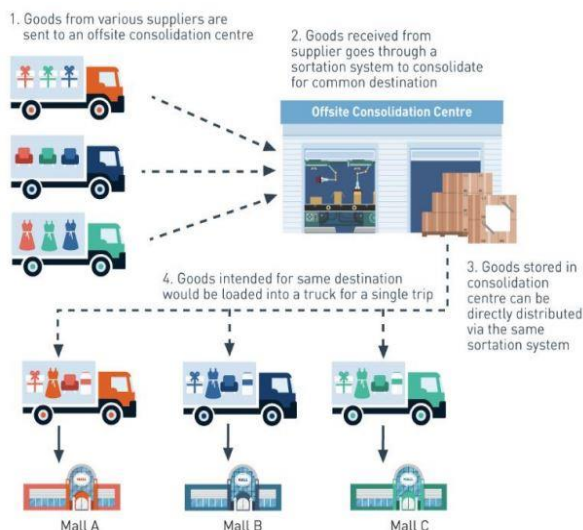 1. Goods from various suppliers are
sent to an offsite consolidation centre
2. Goods received from
supplier goes through a
sortation system to consolidate
for common destination
Offsite Consolidation Centre
3. Goods stored in
consolidation
centre can be
directly distributed
via the same
sortation system
4. Goods intended for same destination
would be loaded into a truck for a single trip
MALL
MALL
MALL
Mall A
Mall B
Mall C